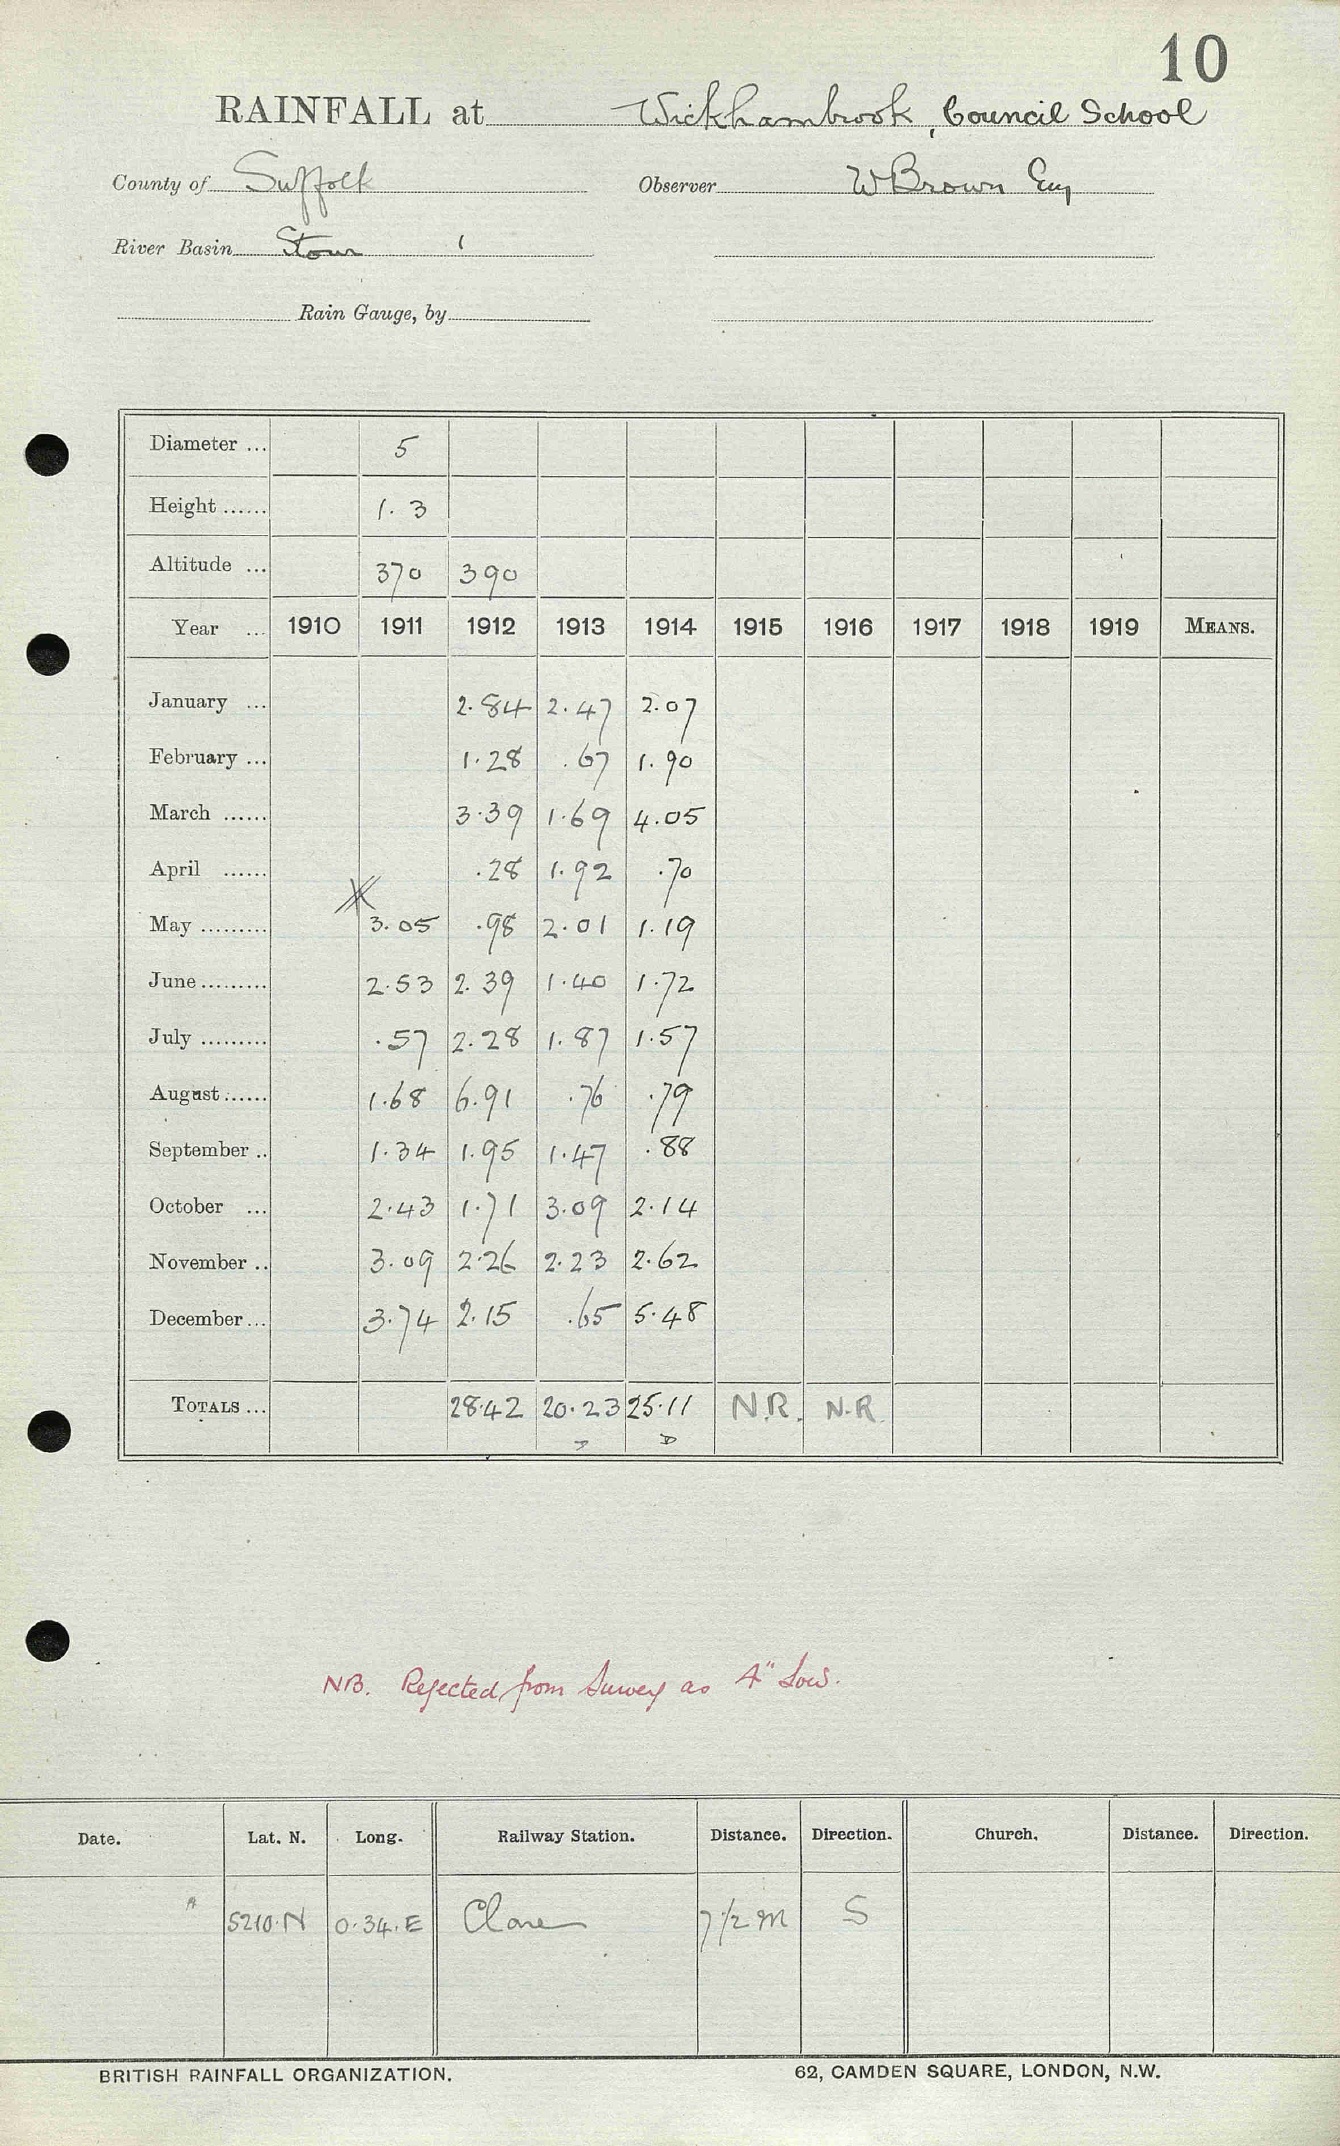 10
RAINFALL at Wickhambrook, Council School
County of Suffolk Observer W Brown Esq
River Basin Stour
Rain Gauge, by
Diameter ... 5
Height ...... 1.3
Altitude ... 370 390
Year ... 1910 1911 1912 1913 1914 1915 1916 1917 1918 1919 MEANS.
January ... 2.84 2.47 2.07
February ... 1.28 .67 1.90
March ...... 3.39 1.69 4.05
April ...... .28 1.92 .70
May ......... 3.05 .98 2.01 1.19
June ......... 2.53 2.39 1.40 1.72
July ......... .57 2.28 1.87 1.57
August ...... 1.68 6.91 .76 .79
September .. 1.34 1.95 1.47 .88
October ... 2.43 1.71 3.09 2.14
November .. 3.09 2.26 2.23 2.62
December ... 3.74 2.15 .65 5.48
TOTALS ... 28.42 20.23 25.11 N.R. N.R.
NB. Rejected from Survey as 4" Low.
Date. Lat. N. Long. Railway Station. Distance. Direction. Church. Distance. Direction.
5210.N 0.34.E Clare 7 1/2 m S
BRITISH RAINFALL ORGANIZATION. 62, CAMDEN SQUARE, LONDON, N.W.